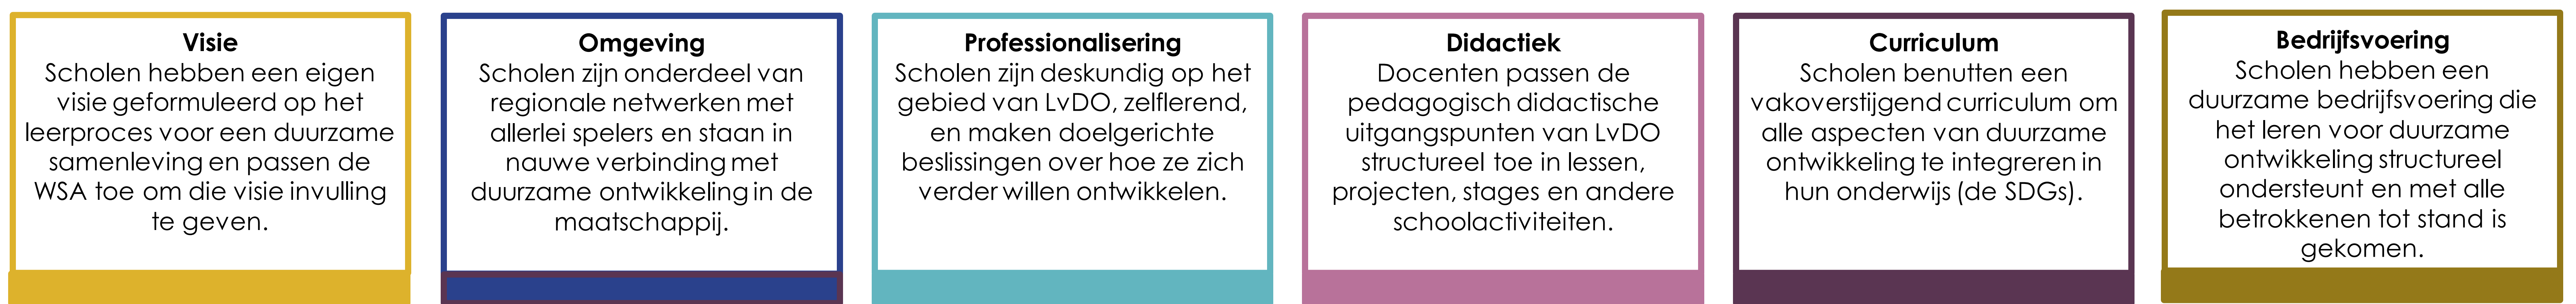 Visie
Scholen hebben een eigen
visie geformuleerd op het
leerproces voor een duurzame
samenleving en passen de
WSA toe om die visie invulling
te geven.
Omgeving
Scholen zijn onderdeel van
regionale netwerken met
allerlei spelers en staan in
nauwe verbinding met
duurzame ontwikkeling in de
maatschappij.
Professionalisering
Scholen zijn deskundig op het
gebied van LvDO, zelflerend,
en maken doelgerichte
beslissingen over hoe ze zich
verder willen ontwikkelen.
Didactiek
Docenten passen de
pedagogisch didactische
uitgangspunten van LvDO
structureel toe in lessen,
projecten, stages en andere
schoolactiviteiten.
Curriculum
Scholen benutten een
vakoverstijgend curriculum om
alle aspecten van duurzame
ontwikkeling te integreren in
hun onderwijs (de SDGs).
Bedrijfsvoering
Scholen hebben een
duurzame bedrijfsvoering die
het leren voor duurzame
ontwikkeling structureel
ondersteunt en met alle
betrokkenen tot stand is
gekomen.